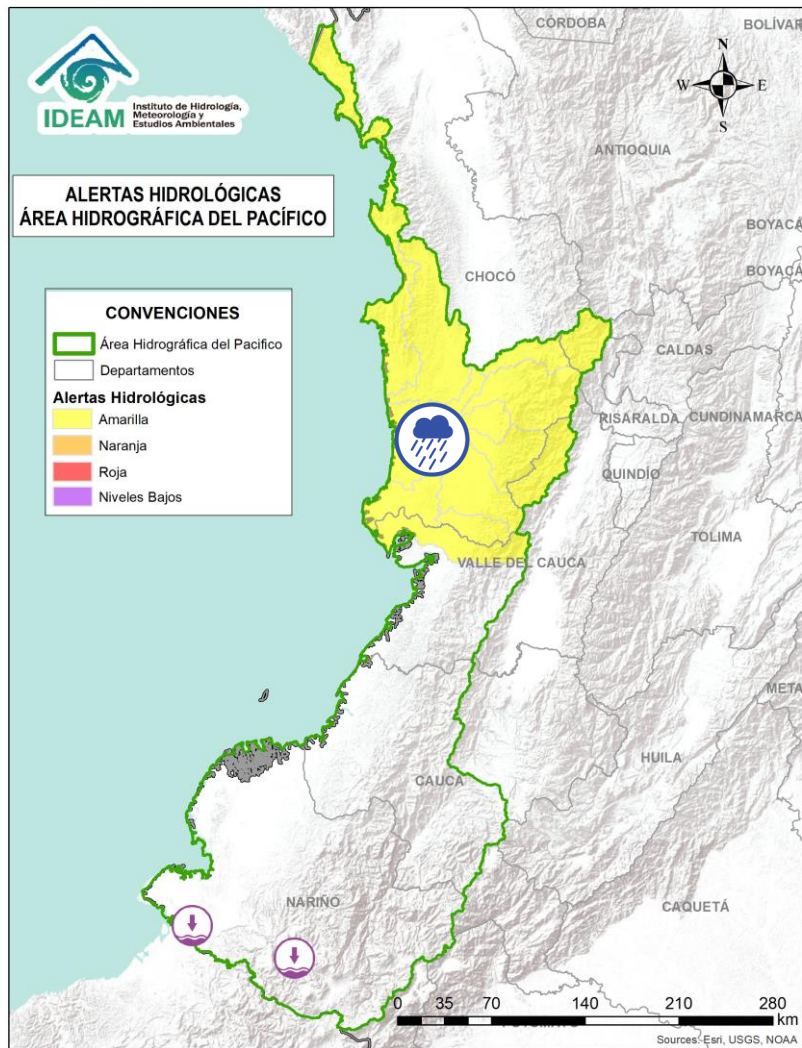 IDEAM
Instituto de Hidrología,
Meteorología y
Estudios Ambientales
ALERTAS HIDROLÓGICAS
ÁREA HIDROGRÁFICA DEL PACÍFICO
CONVENCIONES
Área Hidrográfica del Pacifico
Departamentos
Alertas Hidrológicas
Amarilla
Naranja
Roja
Niveles Bajos
CÓRDOBA
BOLÍVAR
N
W
E
S
ANTIOQUIA
BOYACÁ
BOYACÁ
CHOCÓ
CALDAS
RISARALDA
CUNDINAMARCA
QUINDÍO
TOLIMA
VALLE DEL CAUCA
META
HUILA
CAUCA
NARIÑO
CAQUETÁ
0 35 70 140 210 280
km
Sources: Esri, USGS, NOAA